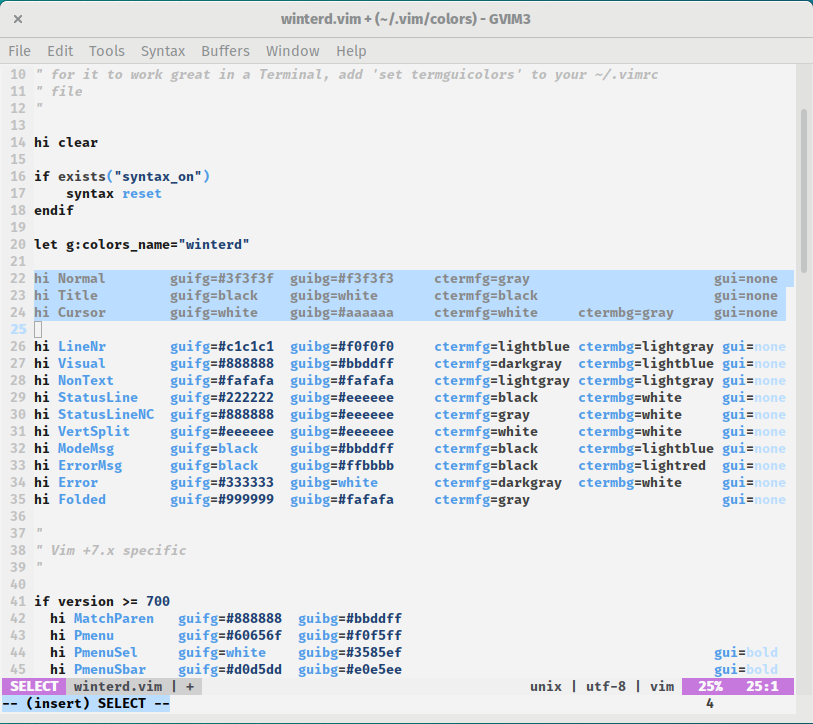 × winterd.vim + (~/.vim/colors) - GVIM3
File Edit Tools Syntax Buffers Window Help
10 " for it to work great in a Terminal, add 'set termguicolors' to your ~/.vimrc
11 " file
12 "
13
14 hi clear
15
16 if exists("syntax_on")
17     syntax reset
18 endif
19
20 let g:colors_name="winterd"
21
22 hi Normal        guifg=#3f3f3f  guibg=#f3f3f3     ctermfg=gray                       gui=none
23 hi Title         guifg=black    guibg=white       ctermfg=black                      gui=none
24 hi Cursor        guifg=white    guibg=#aaaaaa     ctermfg=white     ctermbg=gray     gui=none
25
26 hi LineNr        guifg=#c1c1c1  guibg=#f0f0f0     ctermfg=lightblue ctermbg=lightgray gui=none
27 hi Visual        guifg=#888888  guibg=#bbddff     ctermfg=darkgray  ctermbg=lightblue gui=none
28 hi NonText       guifg=#fafafa  guibg=#fafafa     ctermfg=lightgray ctermbg=lightgray gui=none
29 hi StatusLine    guifg=#222222  guibg=#eeeeee     ctermfg=black     ctermbg=white     gui=none
30 hi StatusLineNC  guifg=#888888  guibg=#eeeeee     ctermfg=gray      ctermbg=white     gui=none
31 hi VertSplit     guifg=#eeeeee  guibg=#eeeeee     ctermfg=white     ctermbg=white     gui=none
32 hi ModeMsg       guifg=black    guibg=#bbddff     ctermfg=black     ctermbg=lightblue gui=none
33 hi ErrorMsg      guifg=black    guibg=#ffbbbb     ctermfg=black     ctermbg=lightred  gui=none
34 hi Error         guifg=#333333  guibg=white       ctermfg=darkgray  ctermbg=white     gui=none
35 hi Folded        guifg=#999999  guibg=#fafafa     ctermfg=gray                        gui=none
36
37 "
38 " Vim +7.x specific
39 "
40
41 if version >= 700
42   hi MatchParen   guifg=#888888  guibg=#bbddff
43   hi Pmenu        guifg=#60656f  guibg=#f0f5ff
44   hi PmenuSel     guifg=white    guibg=#3585ef                                       gui=bold
45   hi PmenuSbar    guifg=#d0d5dd  guibg=#e0e5ee                                       gui=bold
SELECT winterd.vim | + unix | utf-8 | vim 25% 25:1
-- (insert) SELECT -- 4